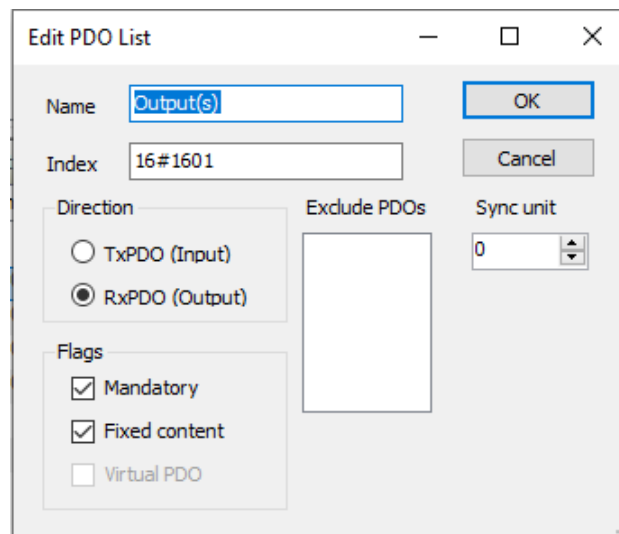 Edit PDO List
Name Output(s) OK
Index 16#1601 Cancel
Direction Exclude PDOs Sync unit
TxPDO (Input) 0
RxPDO (Output)
Flags
Mandatory
Fixed content
Virtual PDO